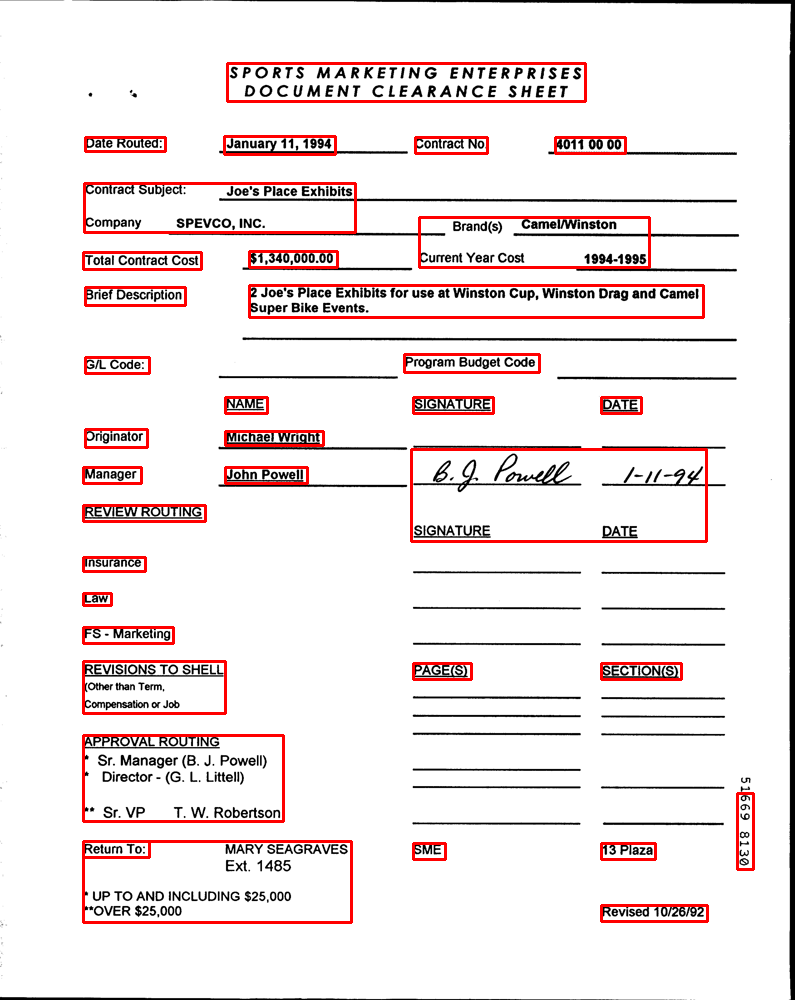 SPORTS MARKETING ENTERPRISES
DOCUMENT CLEARANCE SHEET
Date Routed: January 11, 1994 Contract No. 4011 00 00
Contract Subject: Joe's Place Exhibits
Company SPEVCO, INC. Brand(s) Camel/Winston
Total Contract Cost $1,340,000.00 Current Year Cost 1994-1995
Brief Description 2 Joe's Place Exhibits for use at Winston Cup, Winston Drag and Camel
Super Bike Events.
G/L Code: Program Budget Code
NAME SIGNATURE DATE
Originator Michael Wright
Manager John Powell B. J. Powell 1-11-94
REVIEW ROUTING SIGNATURE DATE
Insurance
Law
FS - Marketing
REVISIONS TO SHELL PAGE(S) SECTION(S)
(Other than Term,
Compensation or Job
APPROVAL ROUTING
* Sr. Manager (B. J. Powell)
* Director - (G. L. Littell)
** Sr. VP T. W. Robertson
Return To: MARY SEAGRAVES SME 13 Plaza
Ext. 1485
* UP TO AND INCLUDING $25,000
**OVER $25,000
Revised 10/26/92
51669 8130